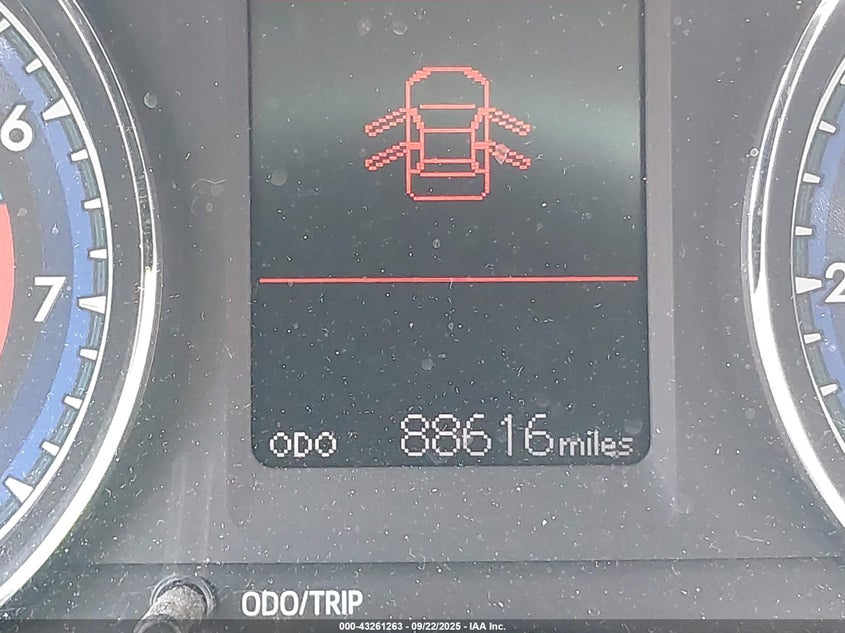 6
7
2
ODO 88616 miles
ODO/TRIP
000-43261263 - 09/22/2025 - IAA Inc.